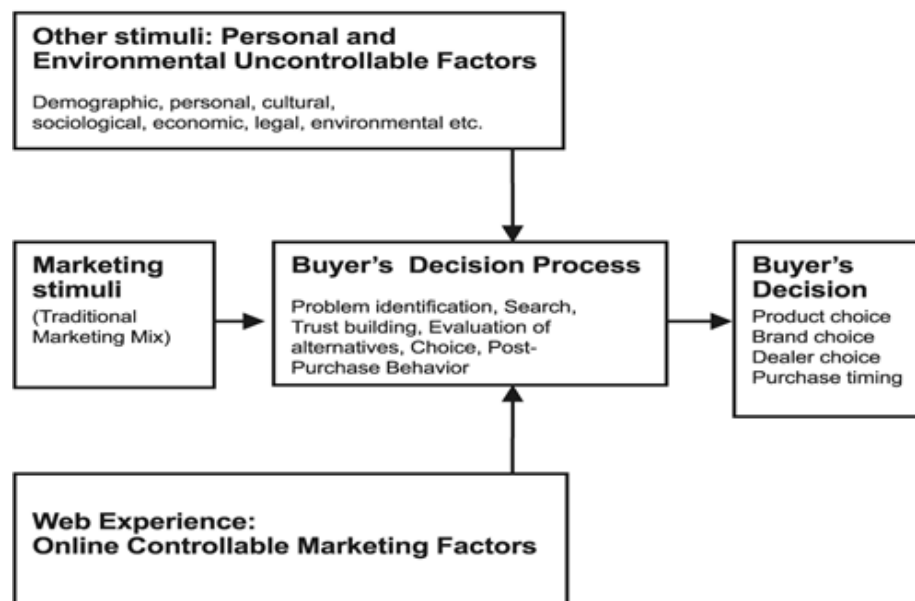 Other stimuli: Personal and
Environmental Uncontrollable Factors
Demographic, personal, cultural,
sociological, economic, legal, environmental etc.
Marketing
stimuli
(Traditional
Marketing Mix)
Buyer's Decision Process
Problem identification, Search,
Trust building, Evaluation of
alternatives, Choice, Post-
Purchase Behavior
Buyer's
Decision
Product choice
Brand choice
Dealer choice
Purchase timing
Web Experience:
Online Controllable Marketing Factors